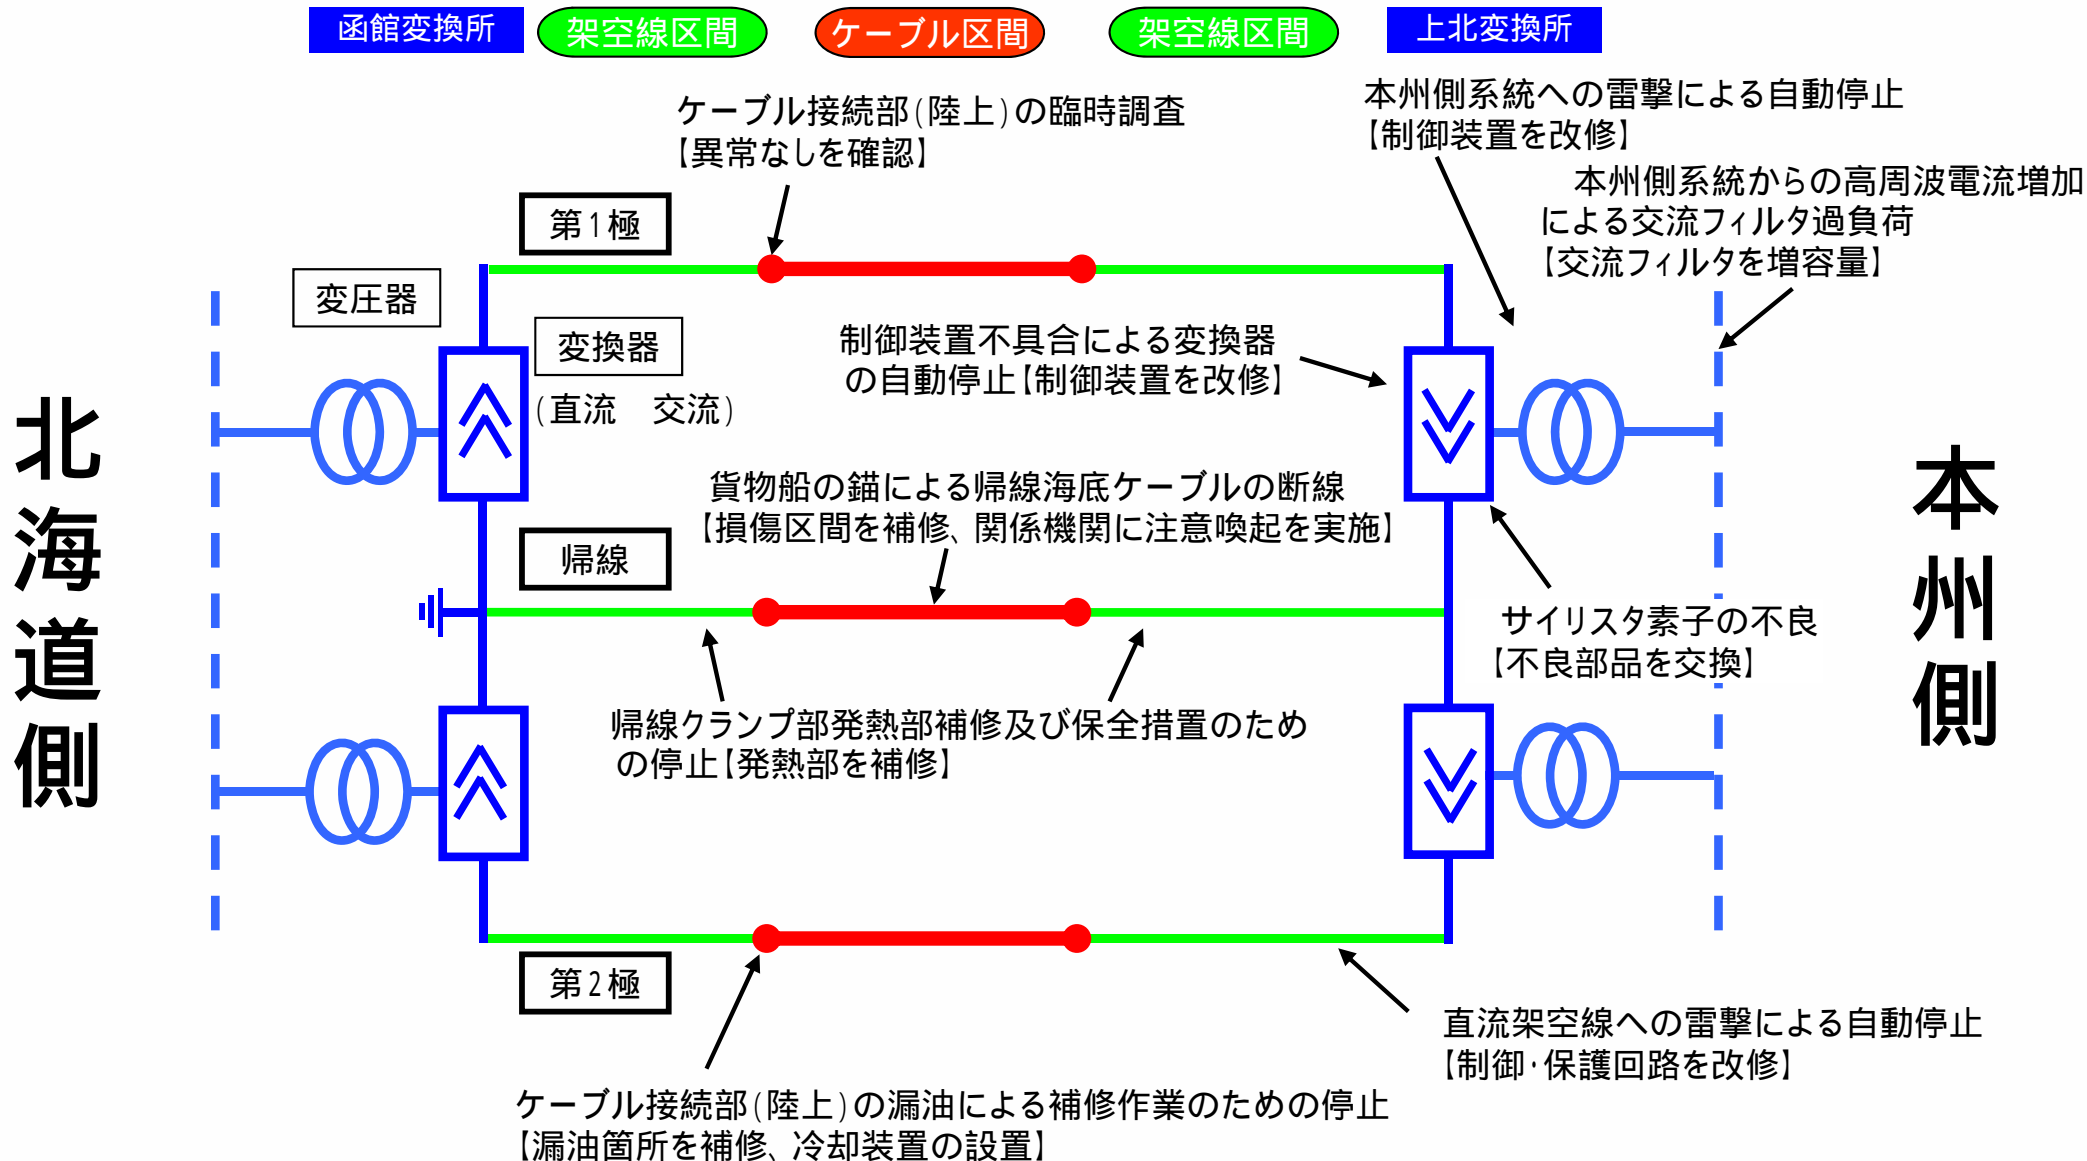 函館変換所
架空線区間
ケーブル区間
架空線区間
上北変換所
ケーブル接続部(陸上)の臨時調査
【異常なしを確認】
本州側系統への雷撃による自動停止
【制御装置を改修】
本州側系統からの高周波電流増加
による交流フィルタ過負荷
【交流フィルタを増容量】
第1極
変圧器
変換器
(直流　交流)
制御装置不具合による変換器
の自動停止【制御装置を改修】
北海道側
本州側
貨物船の錨による帰線海底ケーブルの断線
【損傷区間を補修、関係機関に注意喚起を実施】
帰線
サイリスタ素子の不良
【不良部品を交換】
帰線クランプ部発熱部補修及び保全措置のため
の停止【発熱部を補修】
第2極
直流架空線への雷撃による自動停止
【制御・保護回路を改修】
ケーブル接続部(陸上)の漏油による補修作業のための停止
【漏油箇所を補修、冷却装置の設置】